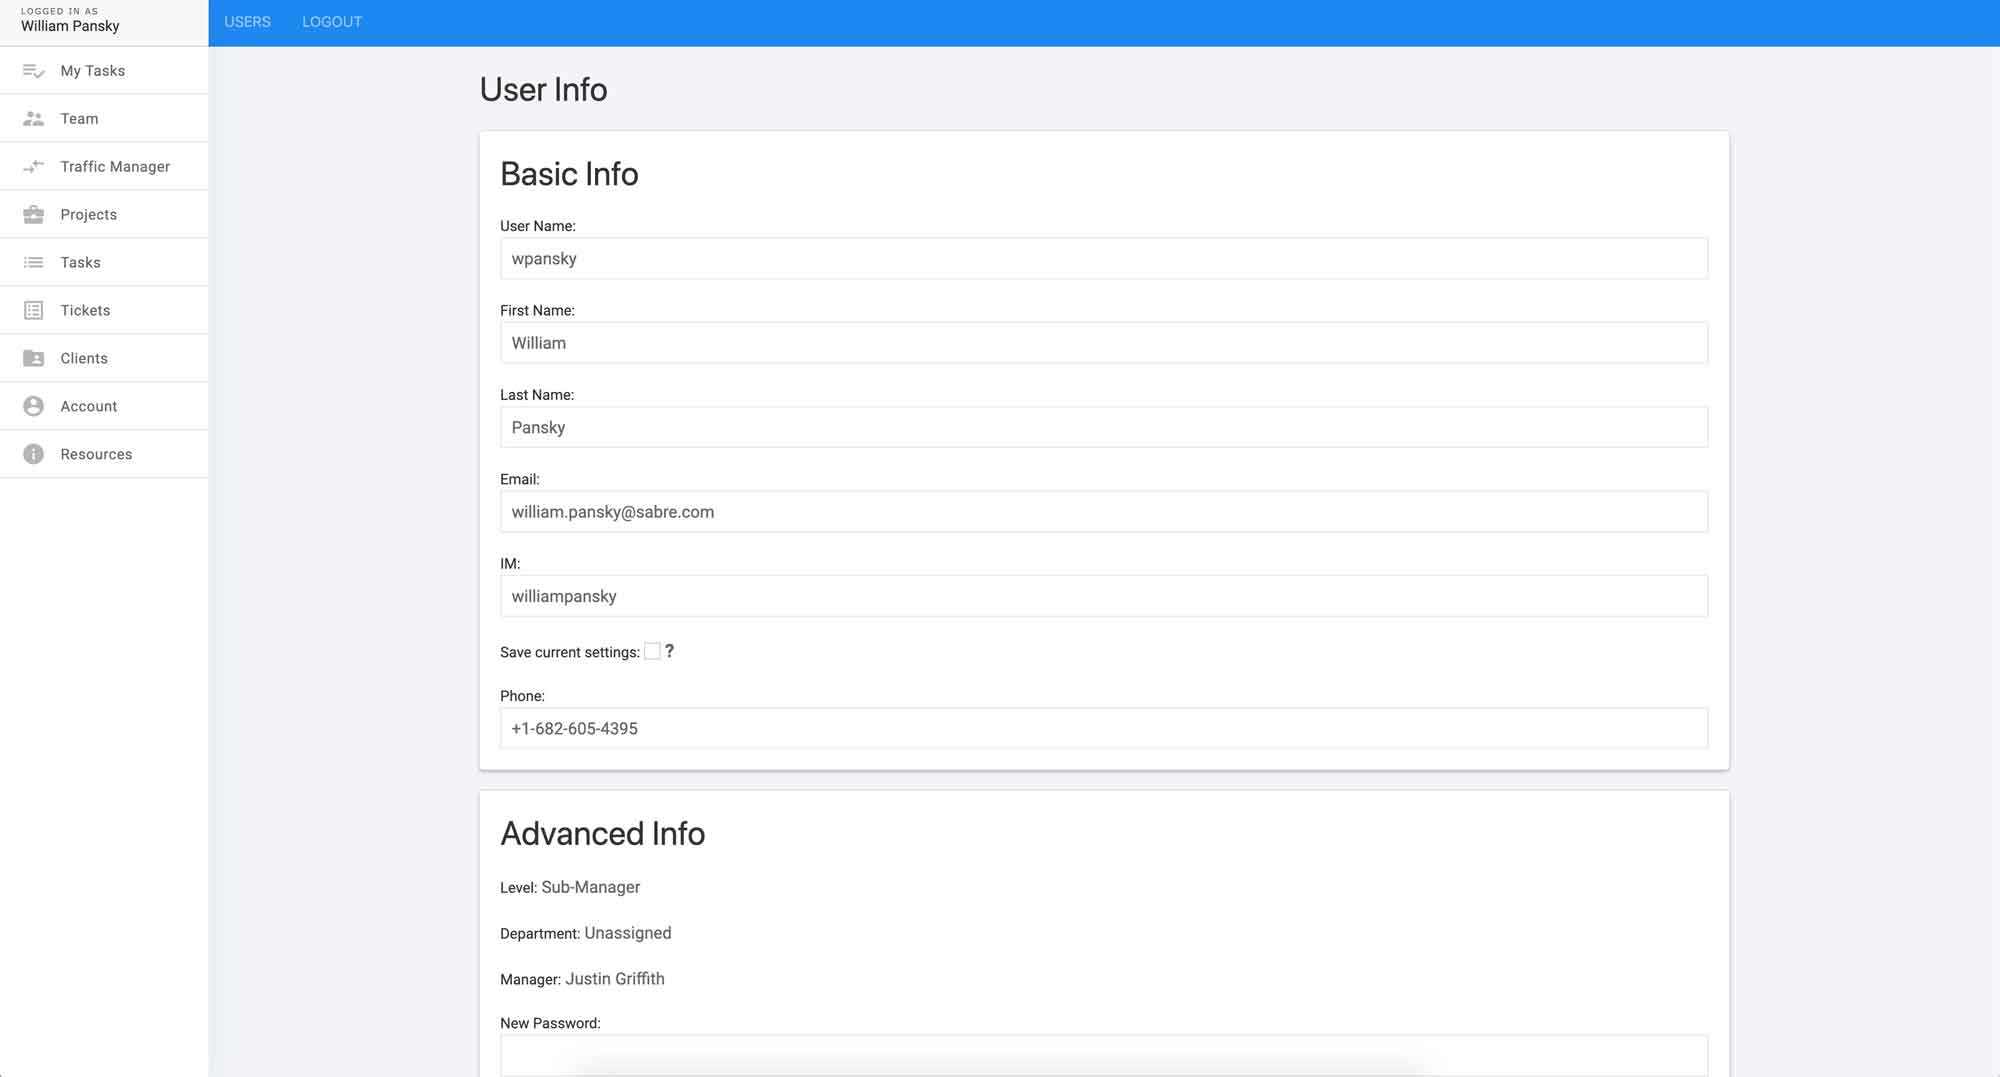 LOGGED IN AS
William Pansky
USERS LOGOUT
My Tasks
Team
Traffic Manager
Projects
Tasks
Tickets
Clients
Account
Resources
User Info
Basic Info
User Name:
wpansky
First Name:
William
Last Name:
Pansky
Email:
william.pansky@sabre.com
IM:
williampansky
Save current settings: ?
Phone:
+1-682-605-4395
Advanced Info
Level: Sub-Manager
Department: Unassigned
Manager: Justin Griffith
New Password: